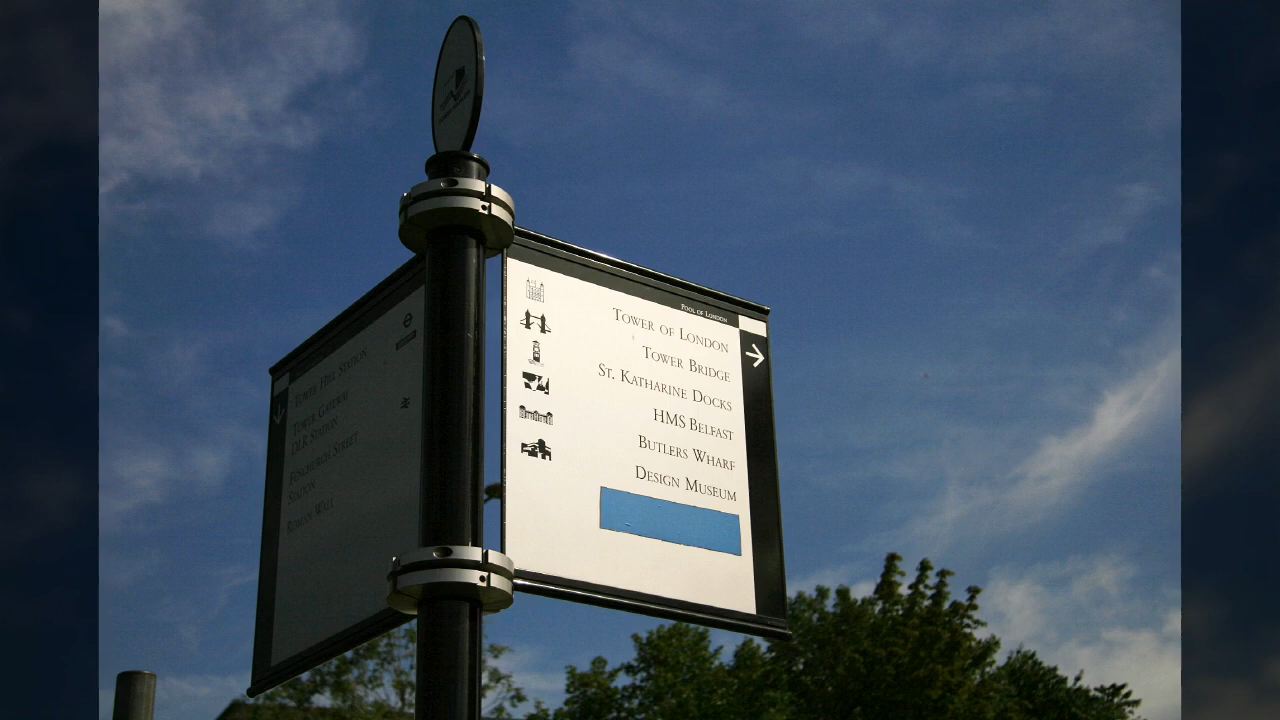 TOWER HILL STATION
TOWER GATEWAY
DLR STATION
FENCHURCH STREET
STATION
ROMAN WALL
POOL OF LONDON
TOWER OF LONDON
TOWER BRIDGE
ST. KATHARINE DOCKS
HMS BELFAST
BUTLERS WHARF
DESIGN MUSEUM